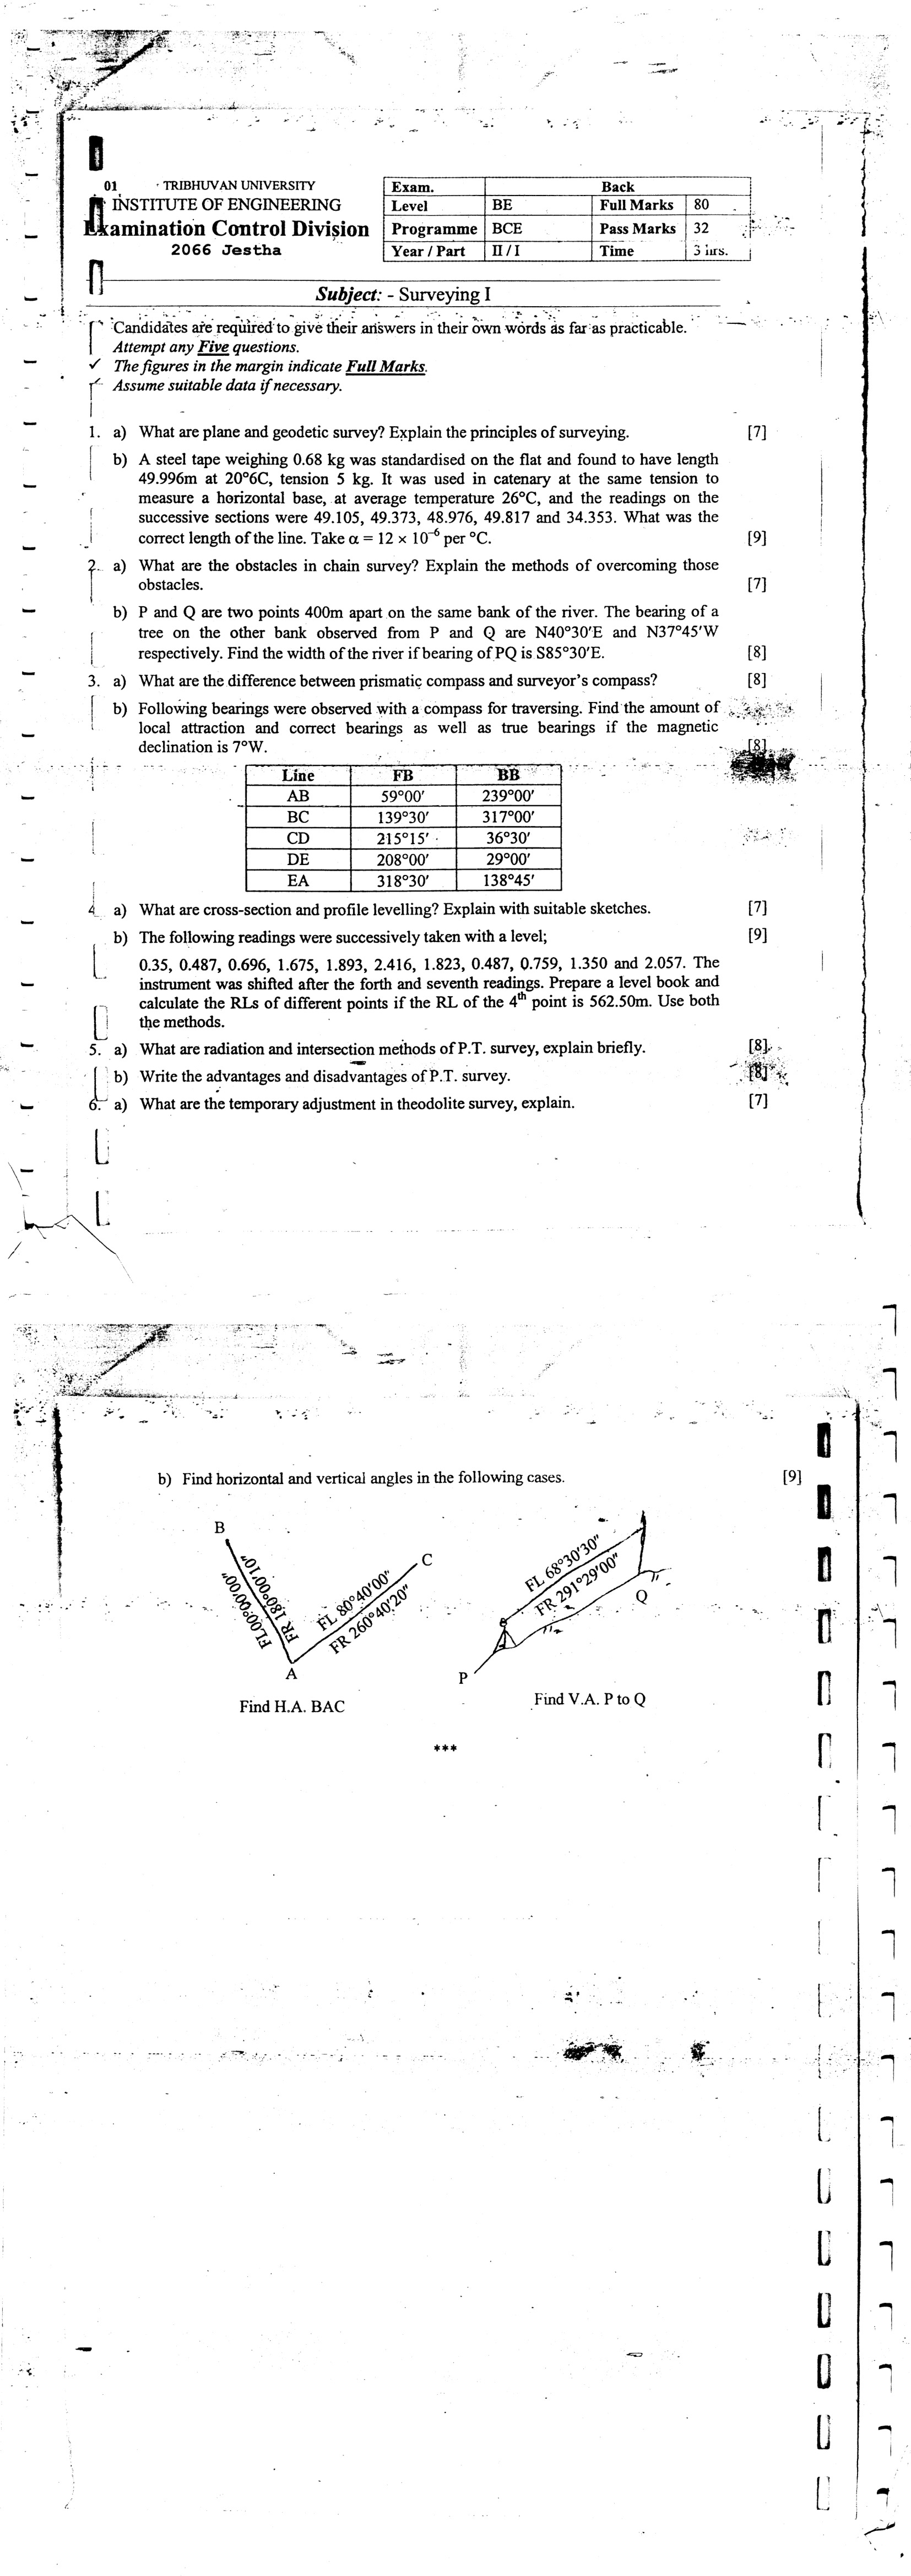 01 TRIBHUVAN UNIVERSITY
INSTITUTE OF ENGINEERING
Examination Control Division
2066 Jestha
Exam. Back
Level BE Full Marks 80
Programme BCE Pass Marks 32
Year / Part II / I Time 3 hrs.
Subject: - Surveying I
Candidates are required to give their answers in their own words as far as practicable.
Attempt any Five questions.
✓ The figures in the margin indicate Full Marks.
Assume suitable data if necessary.
1. a) What are plane and geodetic survey? Explain the principles of surveying. [7]
b) A steel tape weighing 0.68 kg was standardised on the flat and found to have length
49.996m at 20°6C, tension 5 kg. It was used in catenary at the same tension to
measure a horizontal base, at average temperature 26°C, and the readings on the
successive sections were 49.105, 49.373, 48.976, 49.817 and 34.353. What was the
correct length of the line. Take α = 12 × 10⁻⁶ per °C. [9]
2. a) What are the obstacles in chain survey? Explain the methods of overcoming those
obstacles. [7]
b) P and Q are two points 400m apart on the same bank of the river. The bearing of a
tree on the other bank observed from P and Q are N40°30′E and N37°45′W
respectively. Find the width of the river if bearing of PQ is S85°30′E. [8]
3. a) What are the difference between prismatic compass and surveyor's compass? [8]
b) Following bearings were observed with a compass for traversing. Find the amount of
local attraction and correct bearings as well as true bearings if the magnetic
declination is 7°W. [8]
Line FB BB
AB 59°00′ 239°00′
BC 139°30′ 317°00′
CD 215°15′ 36°30′
DE 208°00′ 29°00′
EA 318°30′ 138°45′
4 a) What are cross-section and profile levelling? Explain with suitable sketches. [7]
b) The following readings were successively taken with a level; [9]
0.35, 0.487, 0.696, 1.675, 1.893, 2.416, 1.823, 0.487, 0.759, 1.350 and 2.057. The
instrument was shifted after the forth and seventh readings. Prepare a level book and
calculate the RLs of different points if the RL of the 4th point is 562.50m. Use both
the methods.
5. a) What are radiation and intersection methods of P.T. survey, explain briefly. [8]
b) Write the advantages and disadvantages of P.T. survey. [8]
6. a) What are the temporary adjustment in theodolite survey, explain. [7]
b) Find horizontal and vertical angles in the following cases. [9]
B
C
A
FL00°00′00″
FR 180°00′10″
FL 80°40′00″
FR 260°40′20″
Find H.A. BAC
FL 68°30′30″
FR 291°29′00″
Q
P
Find V.A. P to Q
***